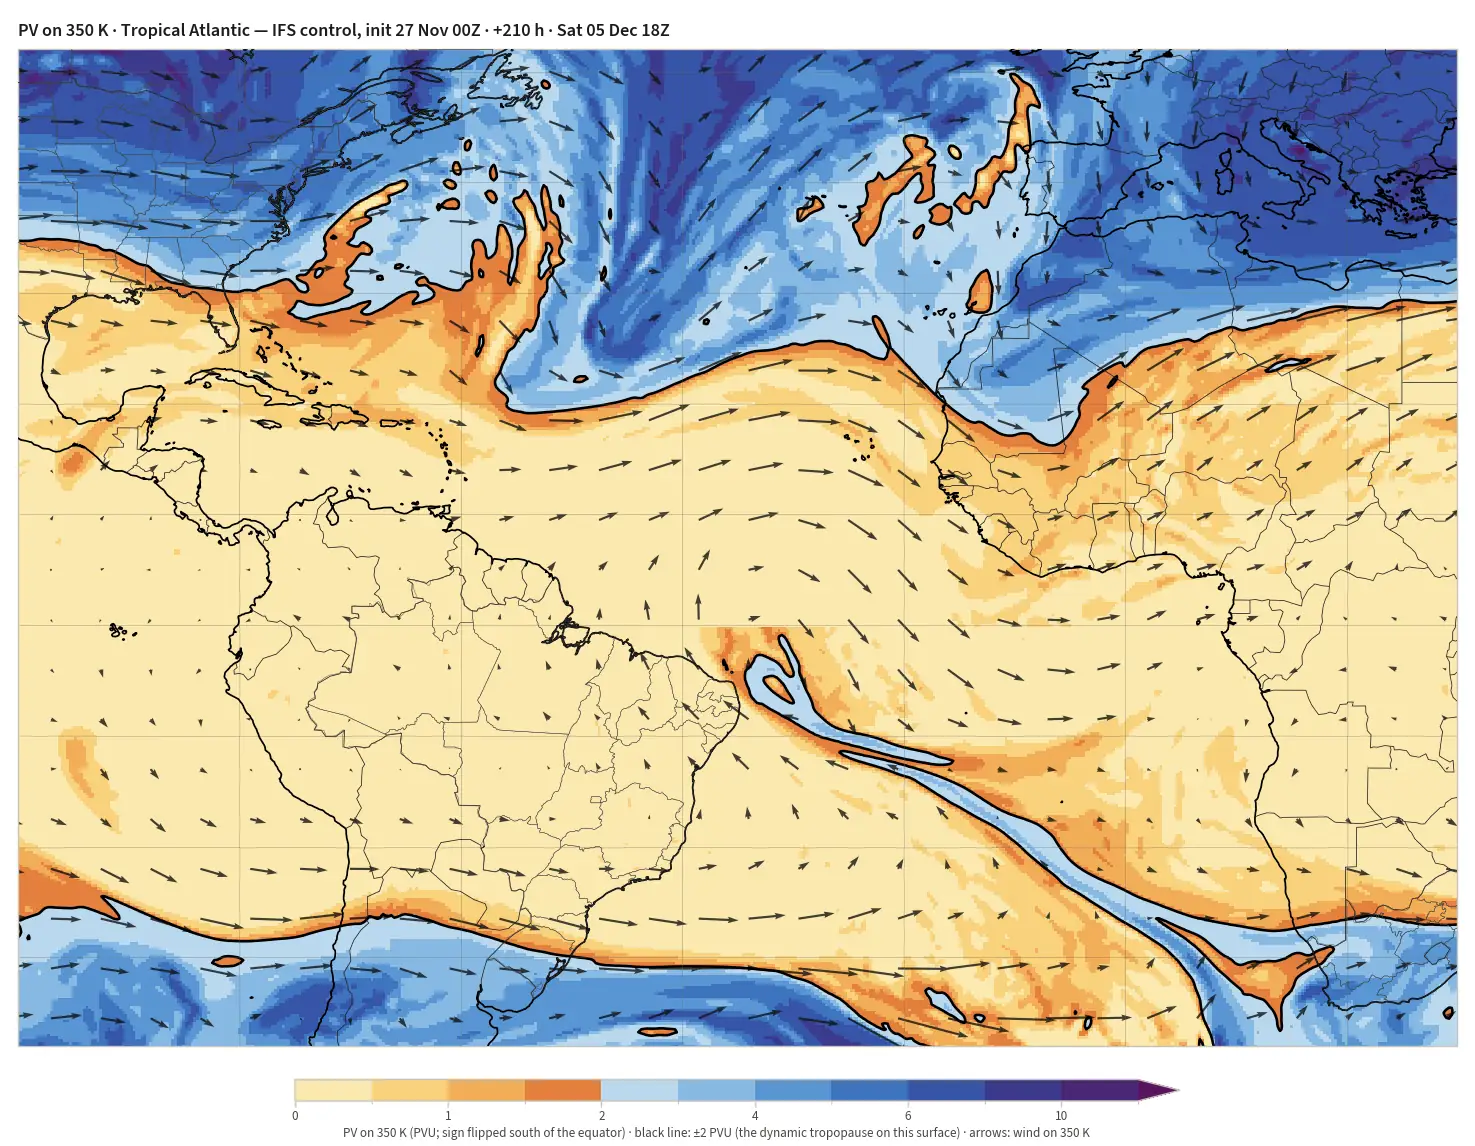 PV on 350 K · Tropical Atlantic — IFS control, init 27 Nov 00Z · +210 h · Sat 05 Dec 18Z
0 1 2 4 6 10
PV on 350 K (PVU; sign flipped south of the equator) · black line: ±2 PVU (the dynamic tropopause on this surface) · arrows: wind on 350 K